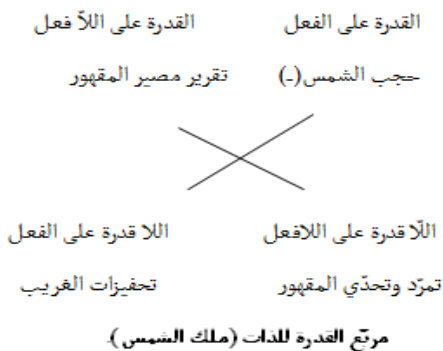 القدرة على الفعل القدرة على اللاّ فعل
حجب الشمس(-) تقرير مصير المقهور
اللّا قدرة على اللافعل اللا قدرة على الفعل
تمرّد وتحدّي المقهور تحفيزات الغريب
مربّع القدرة للذات (ملك الشمس).